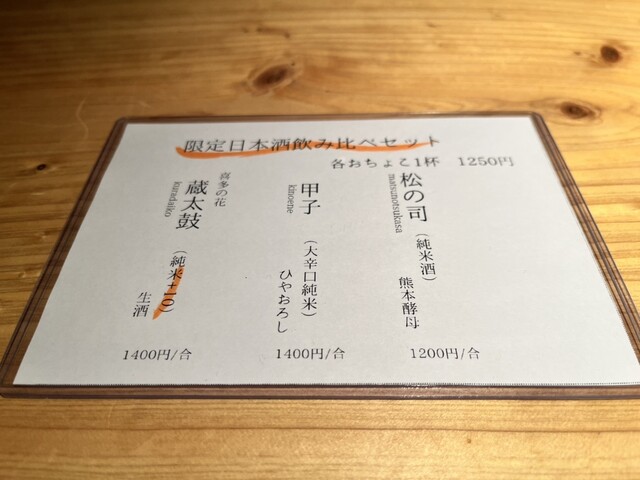 限定日本酒飲み比べセット
各おちょこ1杯 1250円
松の司 (純米酒)
matsunotsukasa
熊本酵母
1200円/合
甲子 (大辛口純米)
kinoene
ひやおろし
1400円/合
喜多の花
蔵太鼓 (純米+10)
kuradaiko
生酒
1400円/合